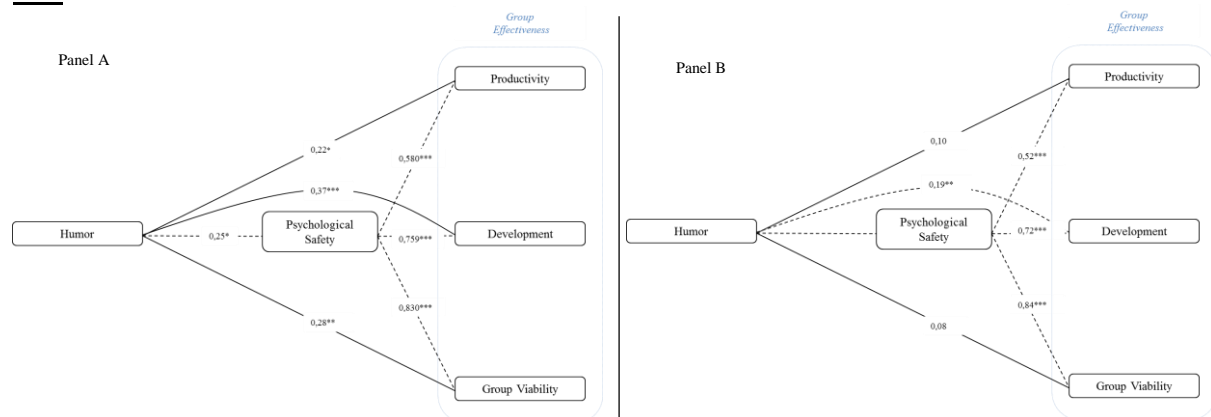 Group
Effectiveness
Panel A
Productivity
0,22*
0,580***
0,37***
Humor
0,25*
Psychological
Safety
0,759***
Development
0,830***
0,28**
Group Viability
Group
Effectiveness
Panel B
Productivity
0,10
0,52***
0,19**
Humor
Psychological
Safety
0,72***
Development
0,84***
0,08
Group Viability